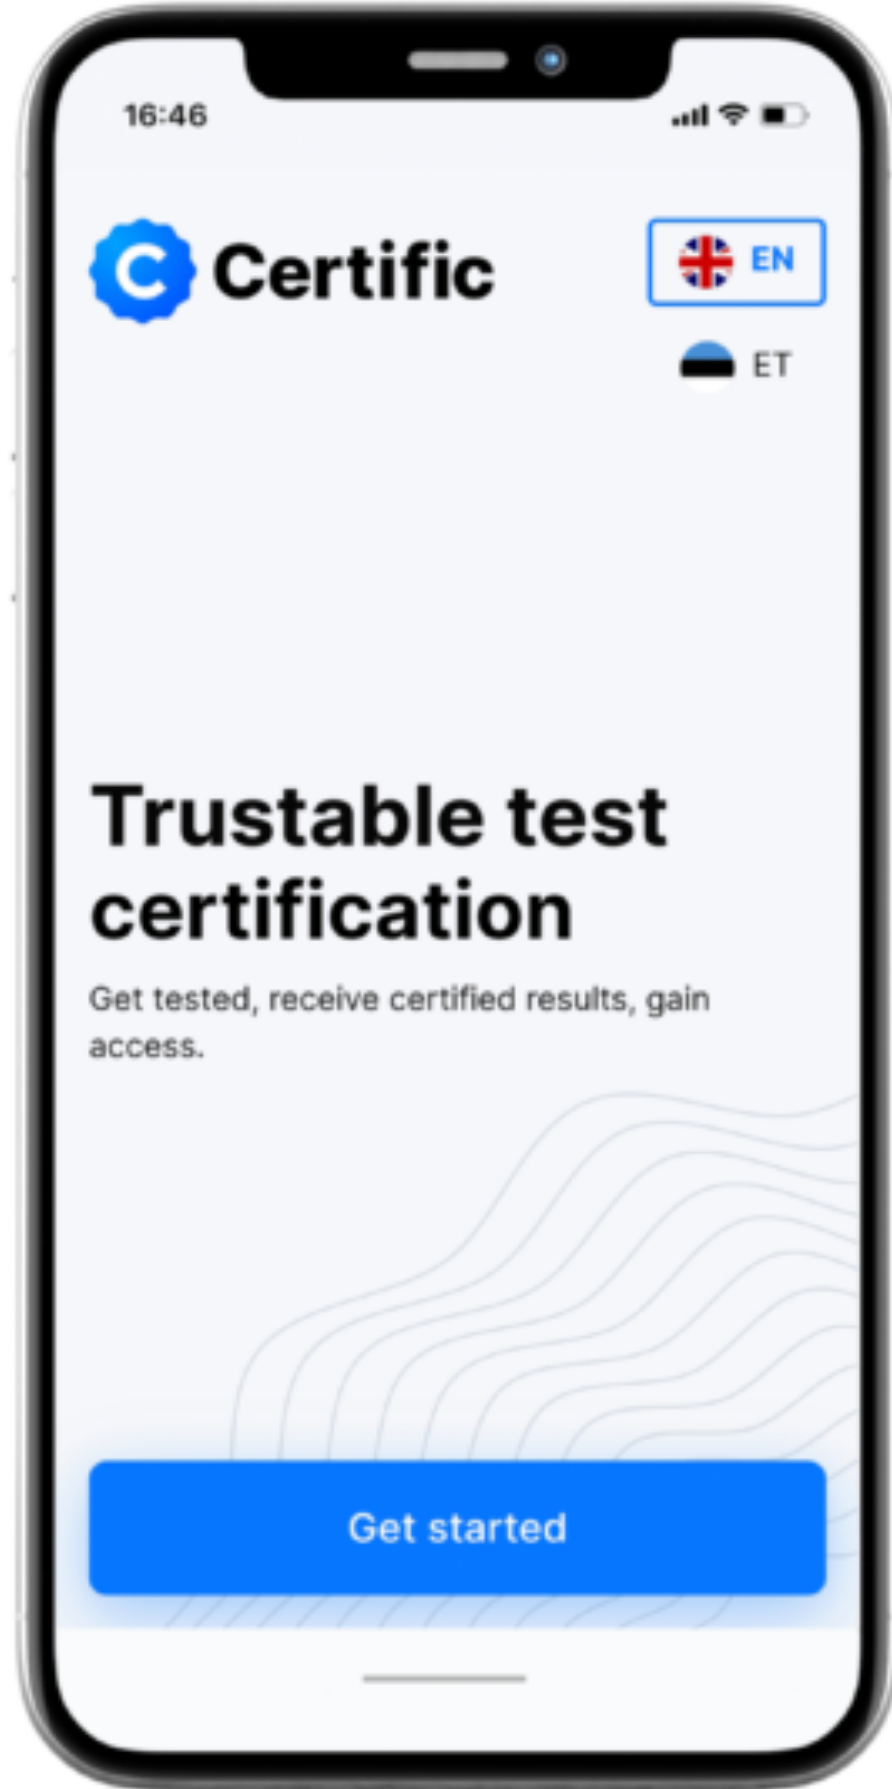 16:46
Certific
EN
ET
Trustable test
certification
Get tested, receive certified results, gain
access.
Get started